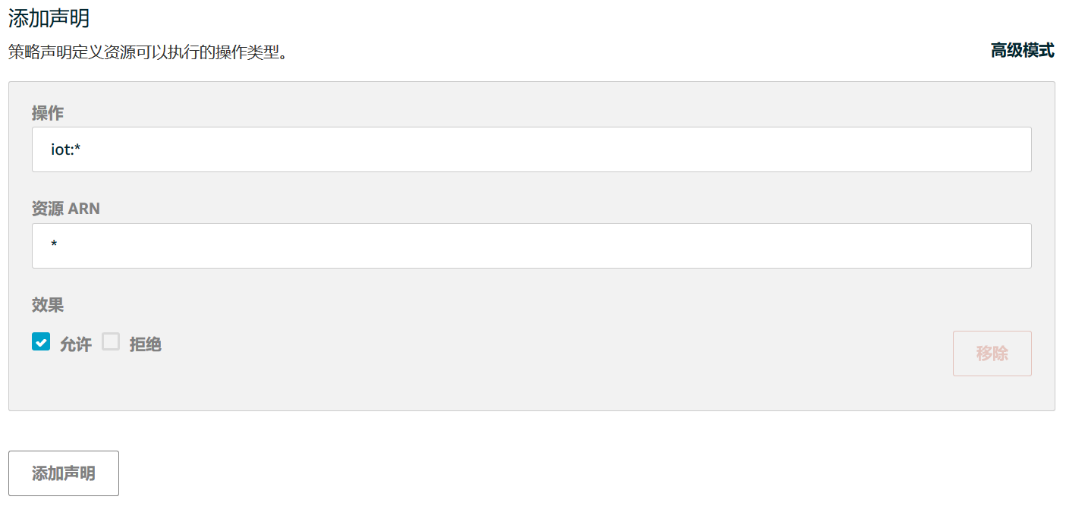 添加声明
策略声明定义资源可以执行的操作类型。
高级模式
操作
iot:*
资源 ARN
*
效果
允许 拒绝
移除
添加声明